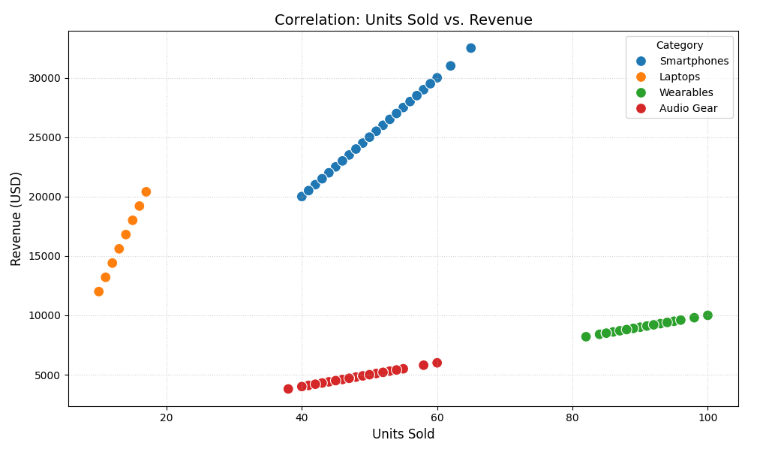 Correlation: Units Sold vs. Revenue
Category
Smartphones
Laptops
Wearables
Audio Gear
Revenue (USD)
30000
25000
20000
15000
10000
5000
20
40
60
80
100
Units Sold